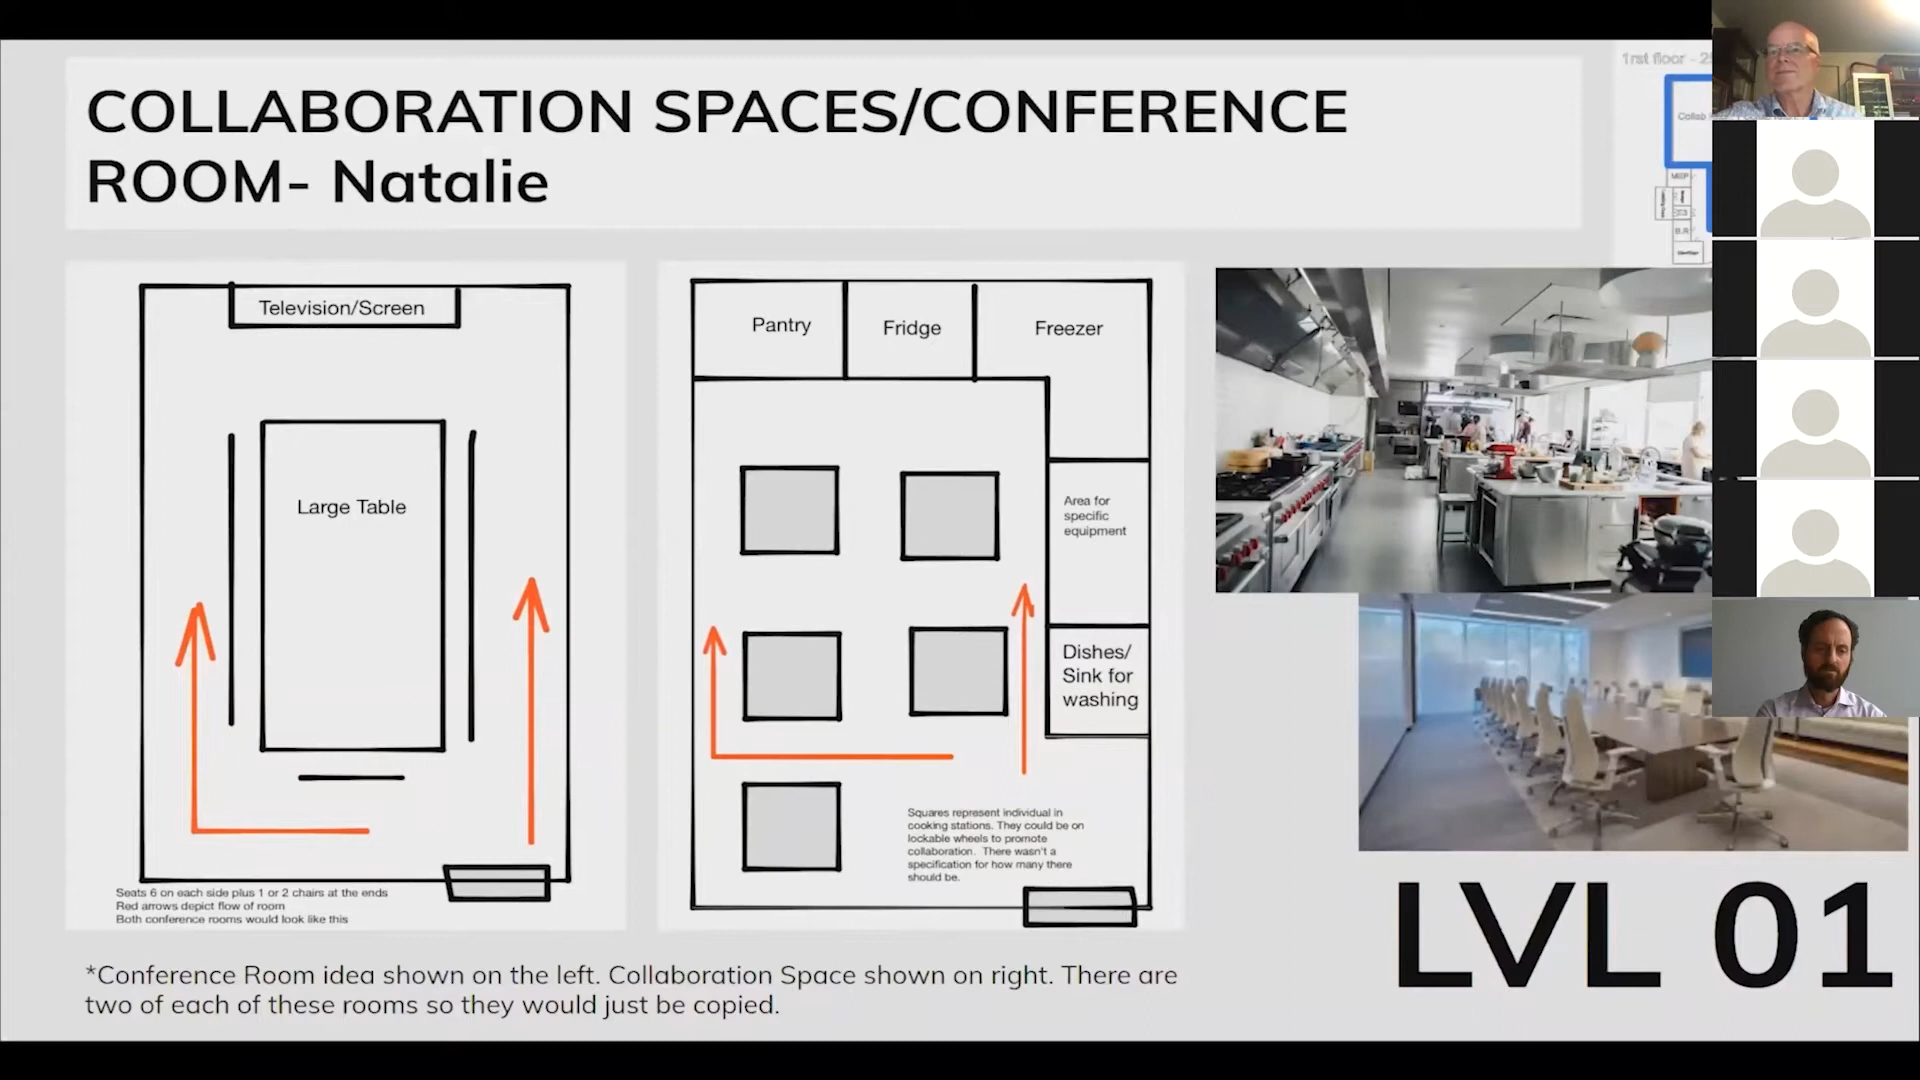 COLLABORATION SPACES/CONFERENCE
ROOM- Natalie
1rst floor - 2
Collab
MEP
B.R
Television/Screen
Large Table
Seats 6 on each side plus 1 or 2 chairs at the ends
Red arrows depict flow of room
Both conference rooms would look like this
Pantry
Fridge
Freezer
Area for
specific
equipment
Dishes/
Sink for
washing
Squares represent individual in
cooking stations. They could be on
lockable wheels to promote
collaboration. There wasn't a
specification for how many there
should be.
*Conference Room idea shown on the left. Collaboration Space shown on right. There are
two of each of these rooms so they would just be copied.
LVL 01